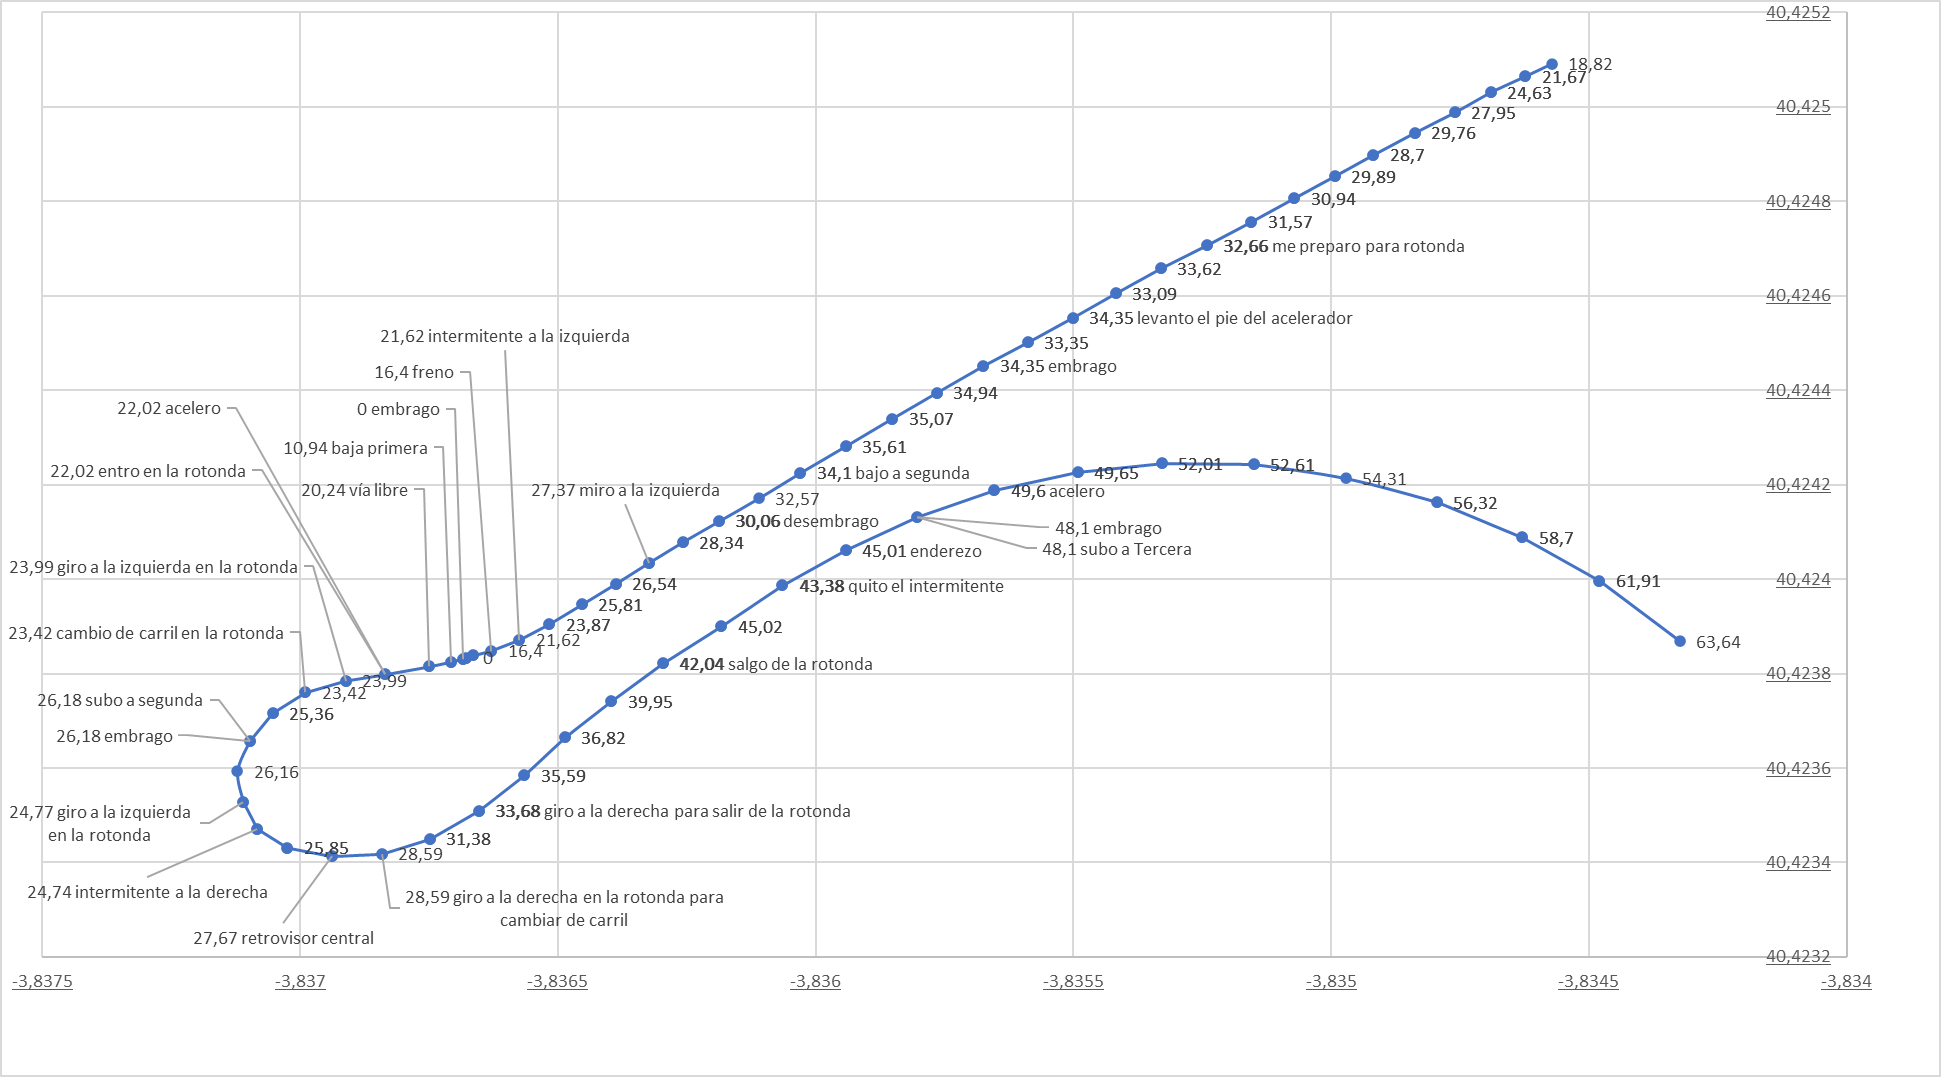 40,4252
18,82
21,67
24,63
40,425
27,95
29,76
28,7
29,89
30,94
40,4248
31,57
32,66 me preparo para rotonda
33,62
33,09
40,4246
34,35 levanto el pie del acelerador
21,62 intermitente a la izquierda
33,35
34,35 embrago
16,4 freno
34,94
40,4244
22,02 acelero
0 embrago
35,07
10,94 baja primera
35,61
22,02 entro en la rotonda
34,1 bajo a segunda
49,65
52,01
52,61
54,31
40,4242
20,24 vía libre
27,37 miro a la izquierda
32,57
49,6 acelero
56,32
30,06 desembrago
48,1 embrago
28,34
58,7
48,1 subo a Tercera
45,01 enderezo
23,99 giro a la izquierda en la rotonda
26,54
43,38 quito el intermitente
61,91
40,424
25,81
23,87
45,02
23,42 cambio de carril en la rotonda
21,62
63,64
16,4
0
42,04 salgo de la rotonda
40,4238
23,99
23,42
26,18 subo a segunda
39,95
25,36
26,18 embrago
36,82
26,16
35,59
40,4236
24,77 giro a la izquierda
en la rotonda
33,68 giro a la derecha para salir de la rotonda
31,38
25,85
28,59
40,4234
24,74 intermitente a la derecha
28,59 giro a la derecha en la rotonda para
cambiar de carril
27,67 retrovisor central
40,4232
-3,8375
-3,837
-3,8365
-3,836
-3,8355
-3,835
-3,8345
-3,834